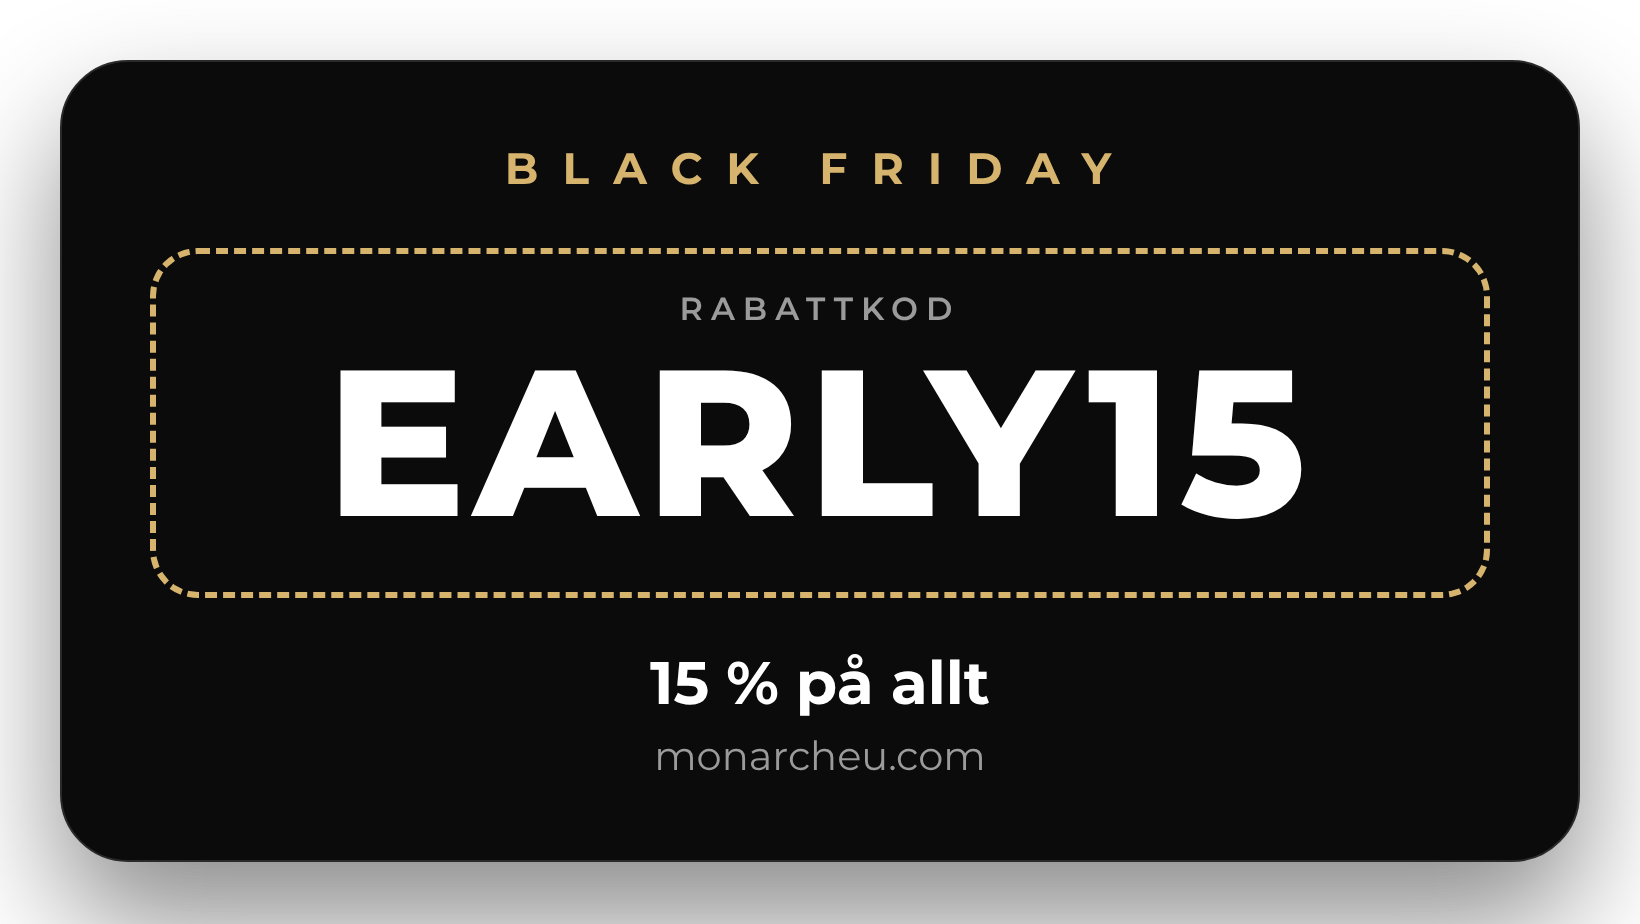 BLACK FRIDAY
RABATTKOD
EARLY15
15 % på allt
monarcheu.com